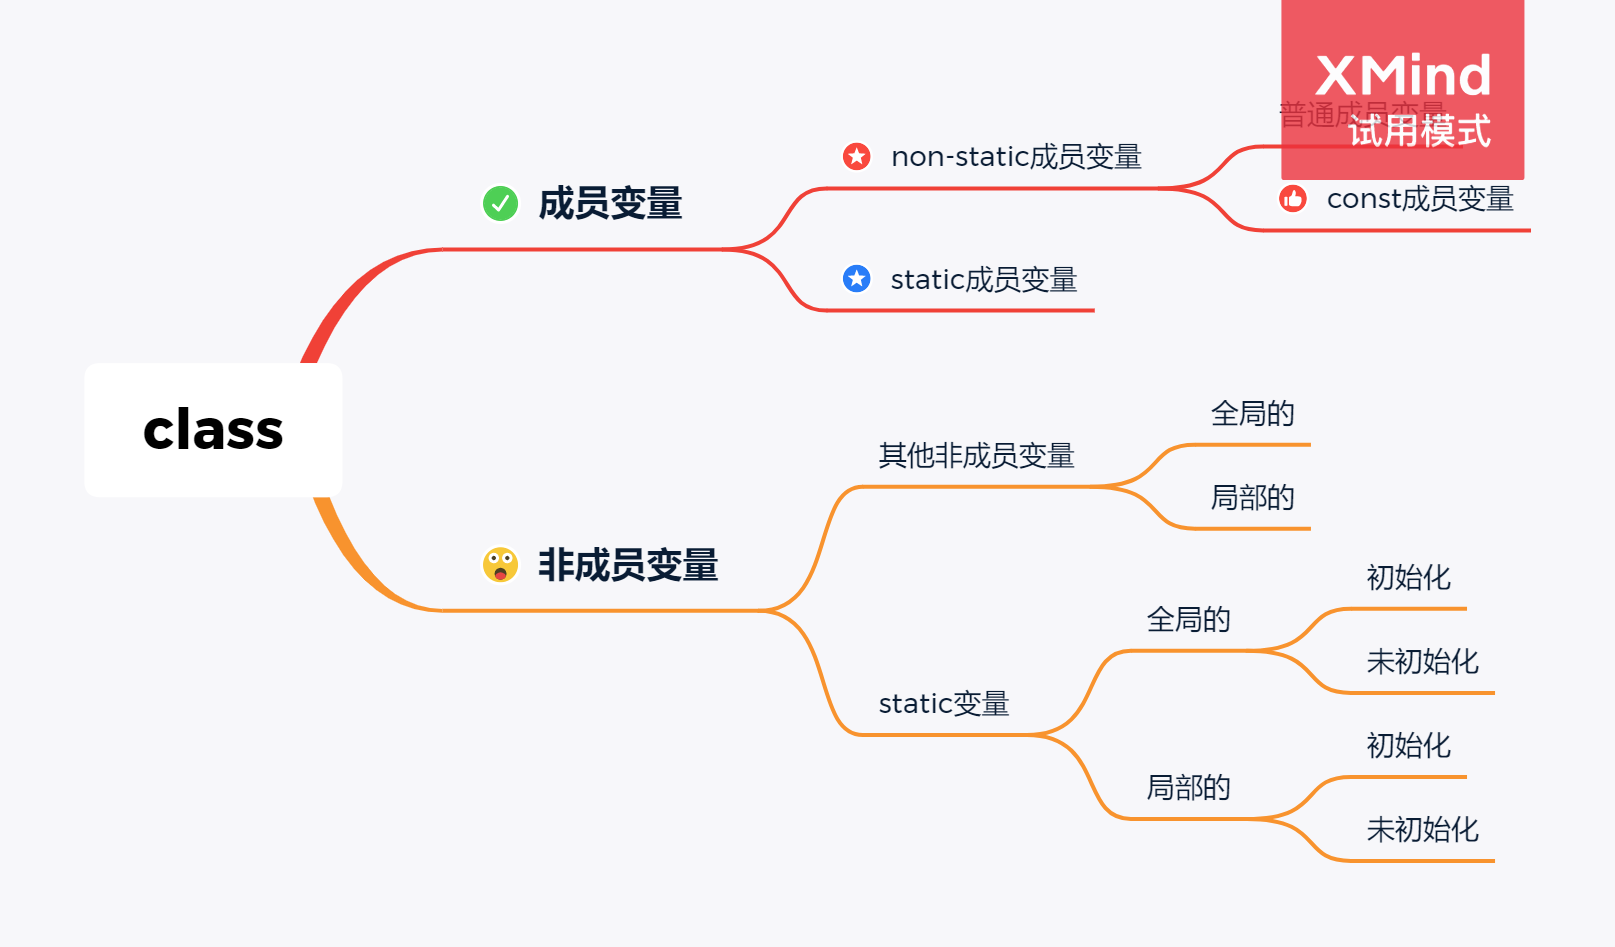 XMind
试用模式
普通成员变量
non-static成员变量
const成员变量
成员变量
static成员变量
class
全局的
其他非成员变量
局部的
非成员变量
初始化
全局的
未初始化
static变量
初始化
局部的
未初始化